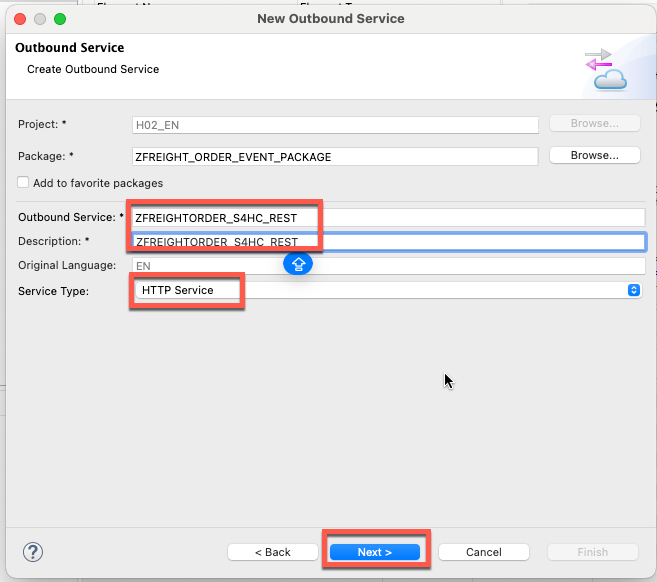 New Outbound Service
Outbound Service
Create Outbound Service
Project: * H02_EN Browse...
Package: * ZFREIGHT_ORDER_EVENT_PACKAGE Browse...
Add to favorite packages
Outbound Service: * ZFREIGHTORDER_S4HC_REST
Description: * ZFREIGHTORDER_S4HC_REST
Original Language: EN
Service Type: HTTP Service
? < Back Next > Cancel Finish